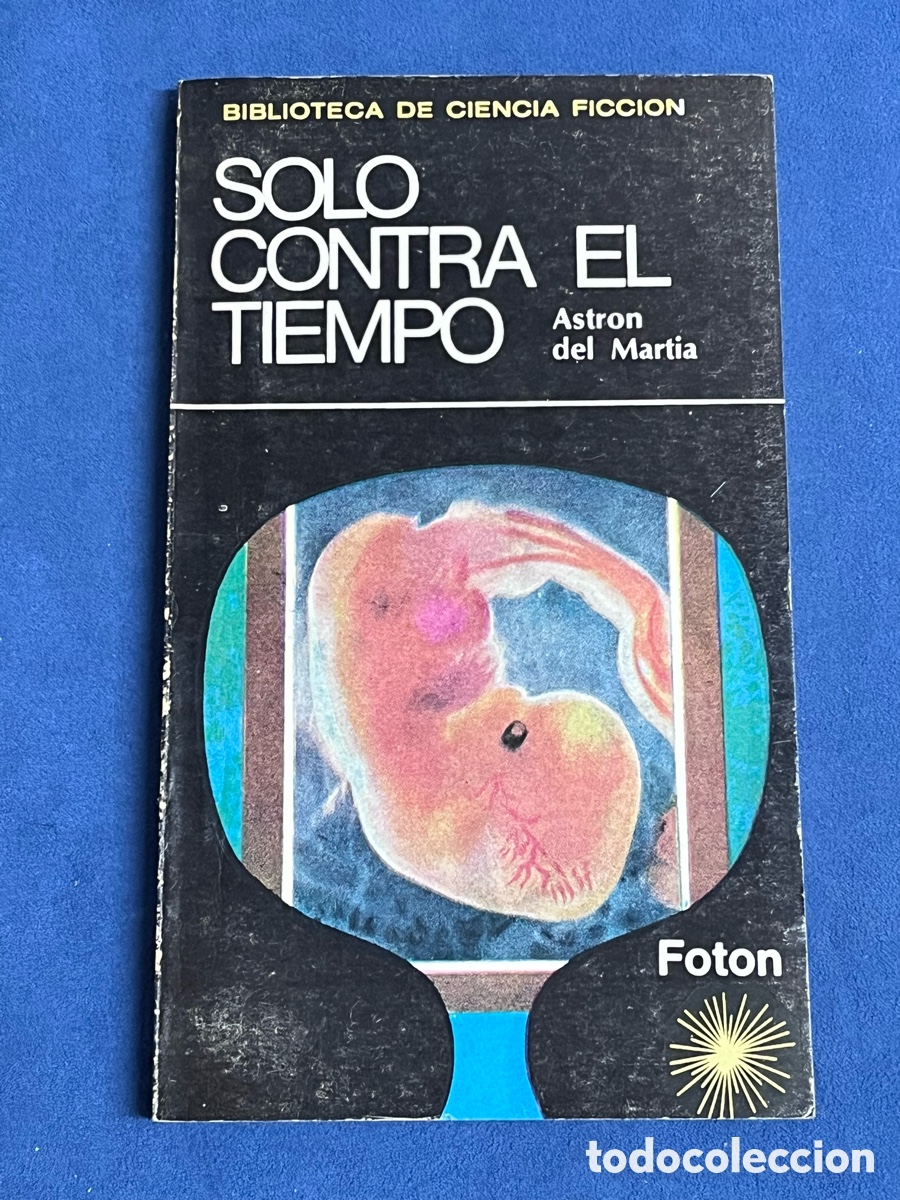 BIBLIOTECA DE CIENCIA FICCION
SOLO
CONTRA EL
TIEMPO
Astron
del Martia
Foton
todocoleccion